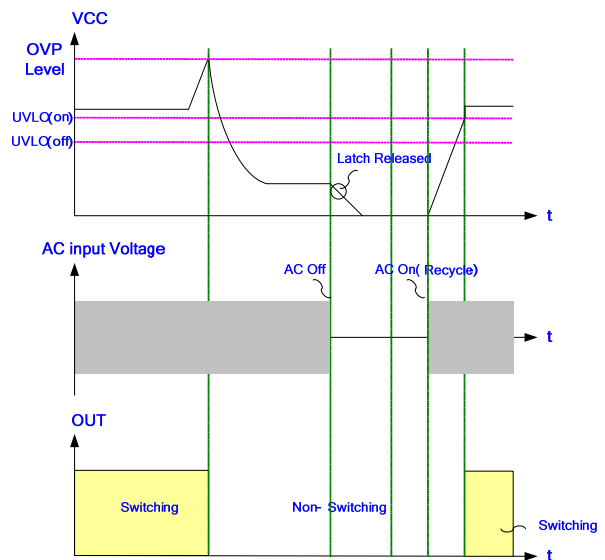 VCC
OVP
Level
UVLO(on)
UVLO(off)
Latch Released
t
AC input Voltage
AC Off
AC On( Recycle)
t
OUT
Switching
Non- Switching
Switching
t